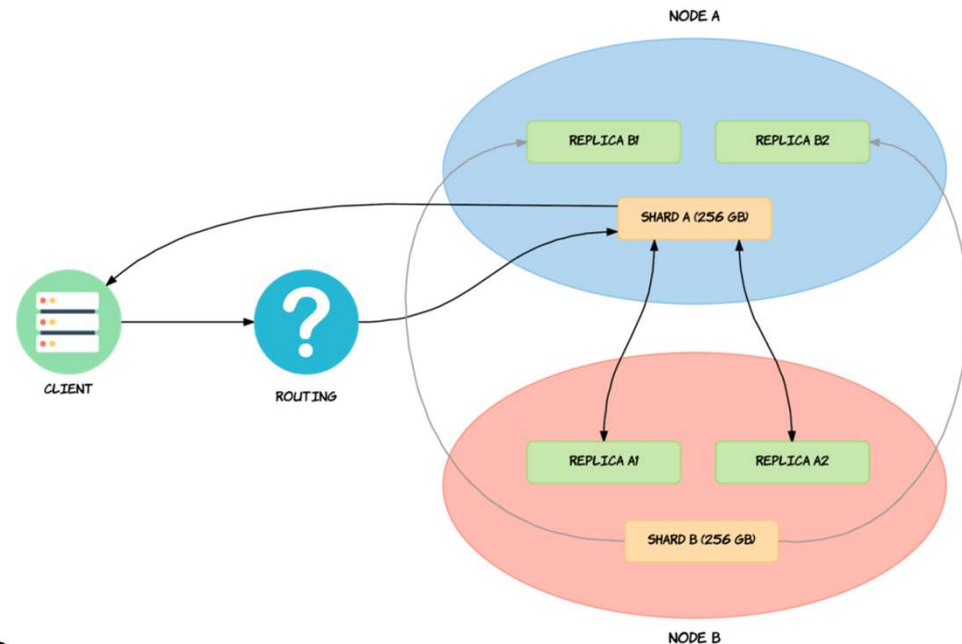 NODE A
REPLICA B1
REPLICA B2
SHARD A (256 GB)
CLIENT
ROUTING
REPLICA A1
REPLICA A2
SHARD B (256 GB)
NODE B